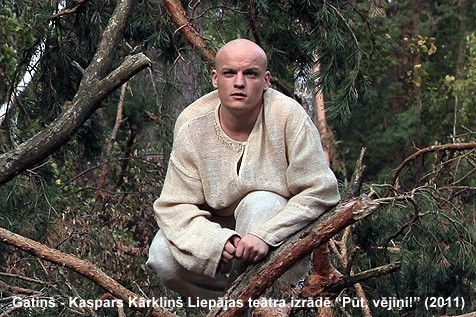 Gatiņš - Kaspars Kārkliņš Liepājas teātra izrādē "Pūt, vējiņi!" (2011)